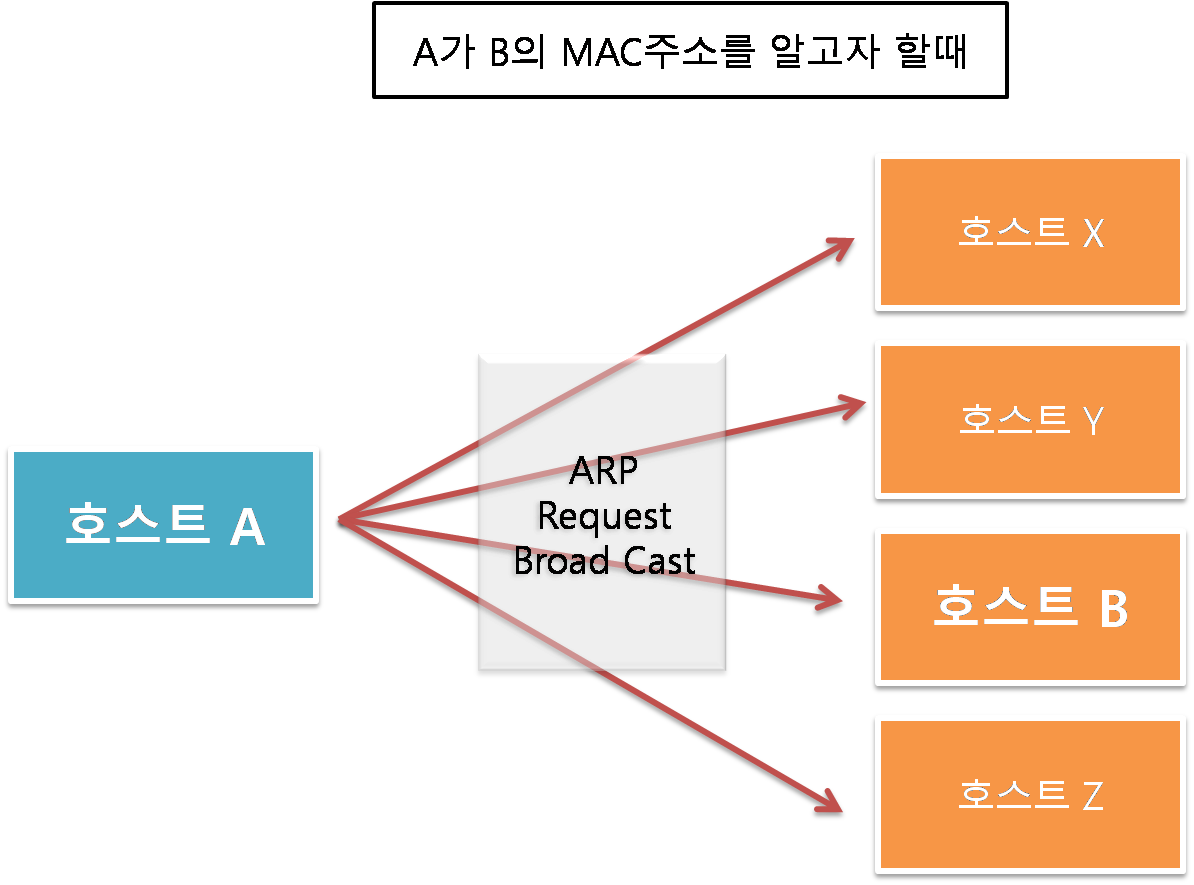 A가 B의 MAC주소를 알고자 할때
호스트 X
호스트 Y
호스트 A
ARP
Request
Broad Cast
호스트 B
호스트 Z